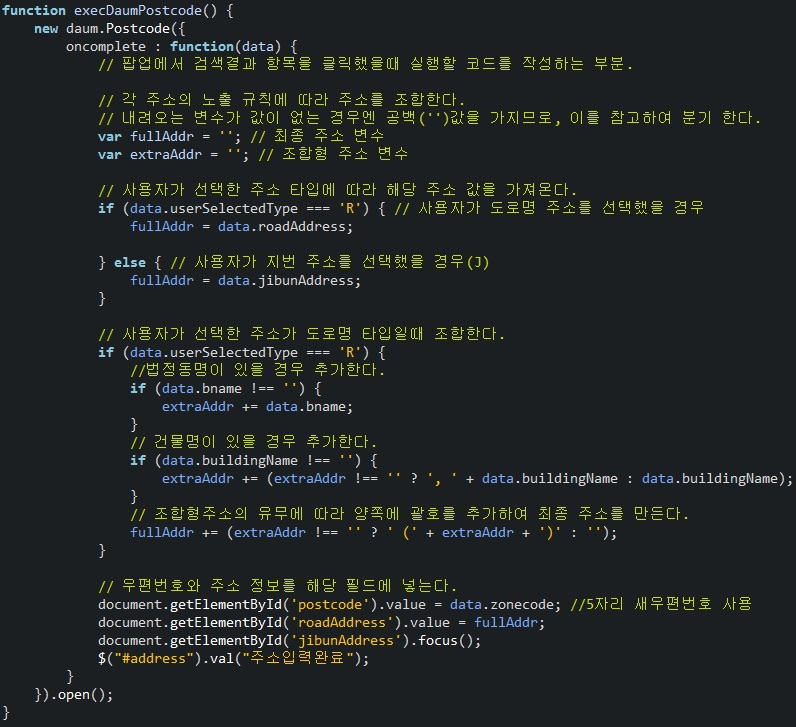 function execDaumPostcode() {
    new daum.Postcode({
        oncomplete : function(data) {
            // 팝업에서 검색결과 항목을 클릭했을때 실행할 코드를 작성하는 부분.

            // 각 주소의 노출 규칙에 따라 주소를 조합한다.
            // 내려오는 변수가 값이 없는 경우엔 공백('')값을 가지므로, 이를 참고하여 분기 한다.
            var fullAddr = ''; // 최종 주소 변수
            var extraAddr = ''; // 조합형 주소 변수

            // 사용자가 선택한 주소 타입에 따라 해당 주소 값을 가져온다.
            if (data.userSelectedType === 'R') { // 사용자가 도로명 주소를 선택했을 경우
                fullAddr = data.roadAddress;

            } else { // 사용자가 지번 주소를 선택했을 경우(J)
                fullAddr = data.jibunAddress;
            }

            // 사용자가 선택한 주소가 도로명 타입일때 조합한다.
            if (data.userSelectedType === 'R') {
                //법정동명이 있을 경우 추가한다.
                if (data.bname !== '') {
                    extraAddr += data.bname;
                }
                // 건물명이 있을 경우 추가한다.
                if (data.buildingName !== '') {
                    extraAddr += (extraAddr !== '' ? ', ' + data.buildingName : data.buildingName);
                }
                // 조합형주소의 유무에 따라 양쪽에 괄호를 추가하여 최종 주소를 만든다.
                fullAddr += (extraAddr !== '' ? ' (' + extraAddr + ')' : '');
            }

            // 우편번호와 주소 정보를 해당 필드에 넣는다.
            document.getElementById('postcode').value = data.zonecode; //5자리 새우편번호 사용
            document.getElementById('roadAddress').value = fullAddr;
            document.getElementById('jibunAddress').focus();
            $("#address").val("주소입력완료");
        }
    }).open();
}